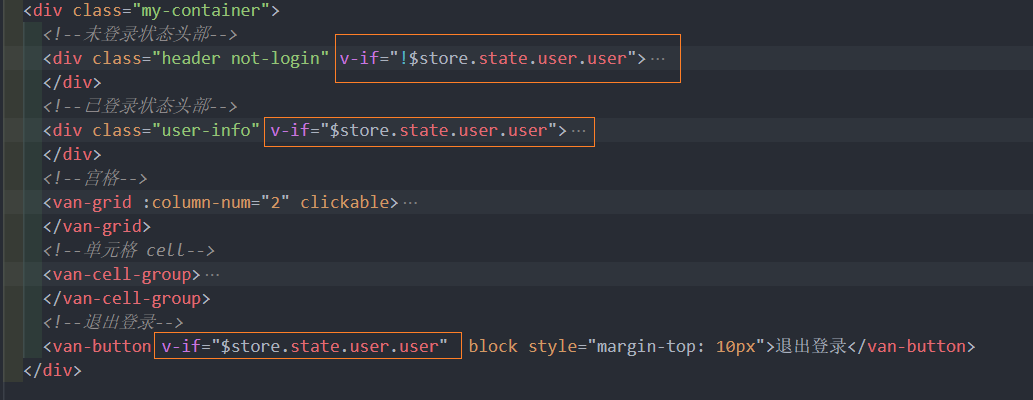 <div class="my-container">
<!--未登录状态头部-->
<div class="header not-login" v-if="!$store.state.user.user">···
</div>
<!--已登录状态头部-->
<div class="user-info" v-if="$store.state.user.user">···
</div>
<!--宫格-->
<van-grid :column-num="2" clickable>···
</van-grid>
<!--单元格 cell-->
<van-cell-group>···
</van-cell-group>
<!--退出登录-->
<van-button v-if="$store.state.user.user" block style="margin-top: 10px">退出登录</van-button>
</div>